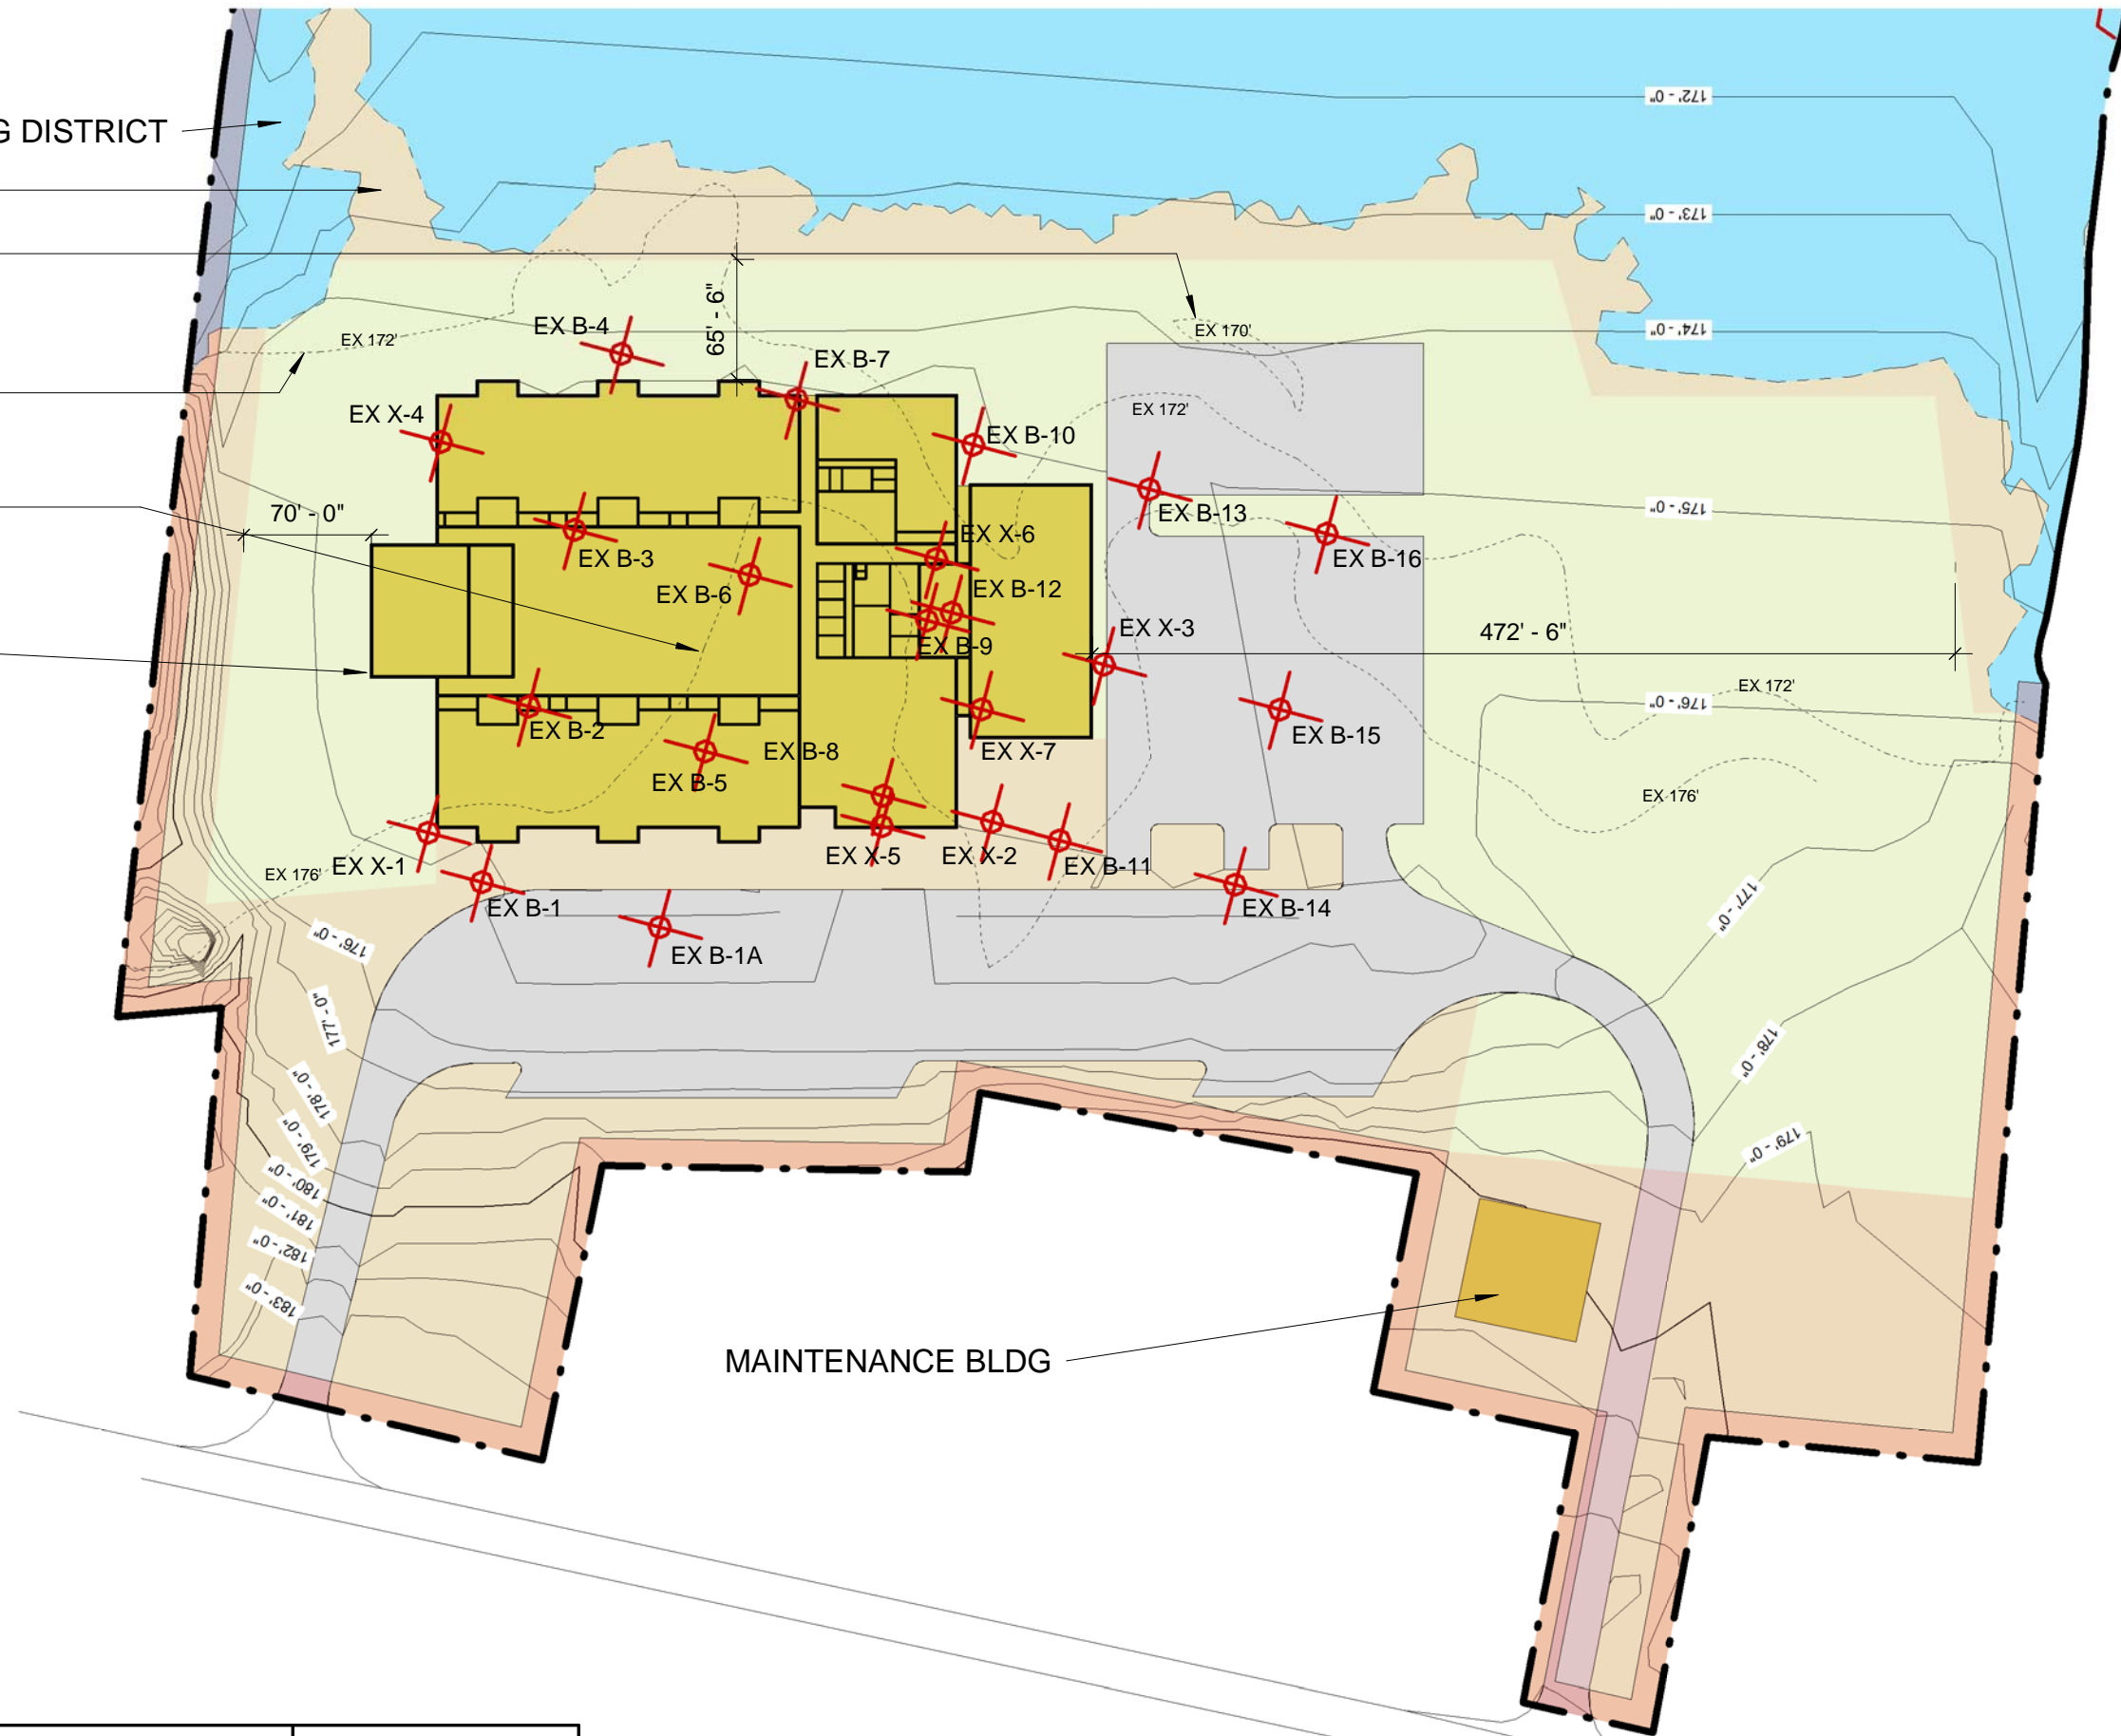 172' - 0"
G DISTRICT
173' - 0"
65' - 6"
EX B-4
EX 172'
EX 170'
174' - 0"
EX B-7
EX X-4
EX 172'
EX B-10
70' - 0"
EX B-13
175' - 0"
EX X-6
EX B-3
EX B-16
EX B-6
EX B-12
EX X-3
472' - 6"
EX B-9
EX 172'
176' - 0"
EX B-2
EX B-15
EX B-8
EX X-7
EX B-5
EX 176'
EX X-5
EX X-2
EX B-11
EX X-1
EX 176'
EX B-1
EX B-14
177' - 0"
176' - 0"
EX B-1A
177' - 0"
178' - 0"
178' - 0"
179' - 0"
179' - 0"
180' - 0"
181' - 0"
182' - 0"
183' - 0"
MAINTENANCE BLDG